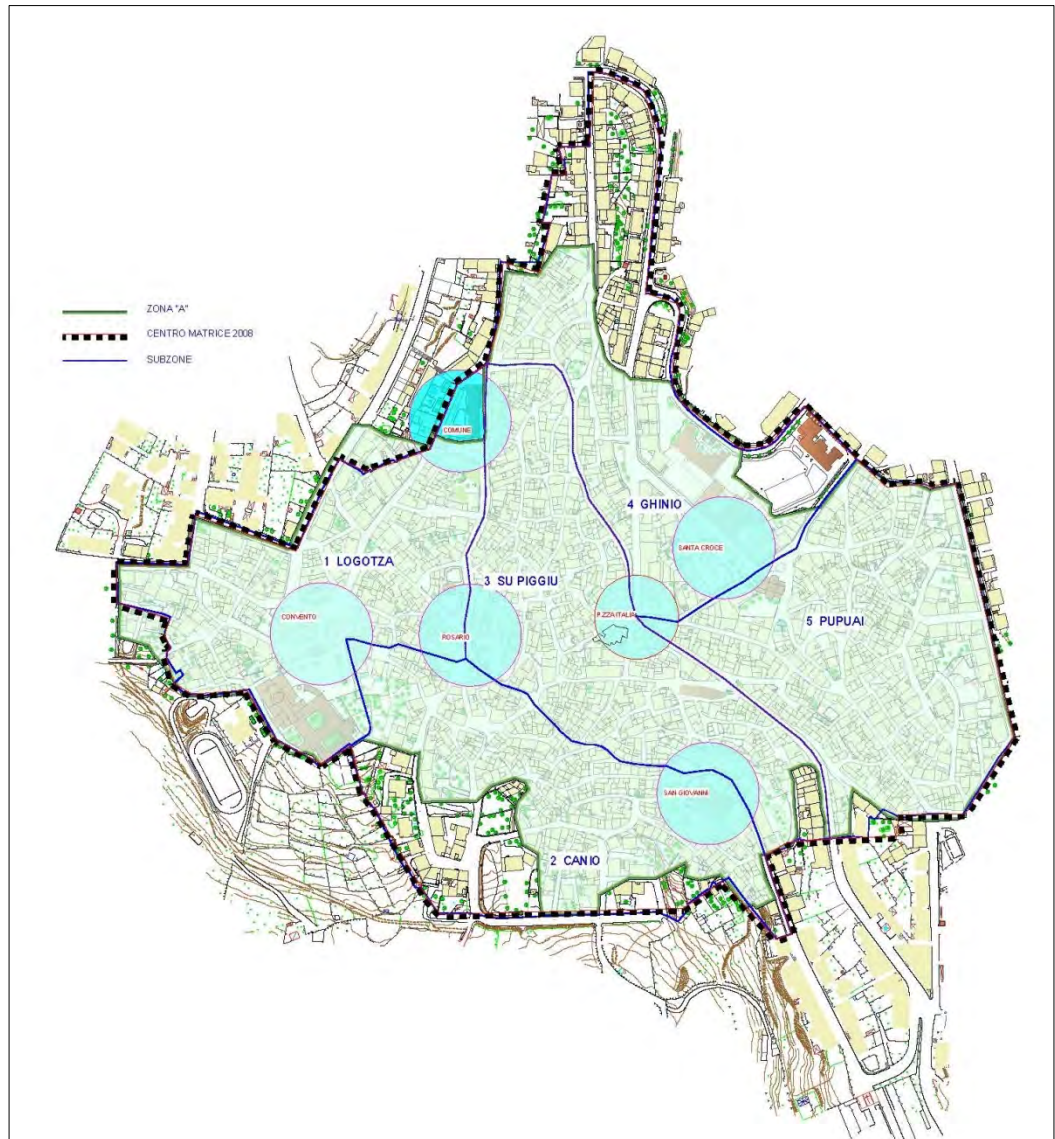 ZONA "A"
CENTRO MATRICE 2008
SUBZONE
COMUNE
4 GHINIO
SANTA CROCE
1 LOGOTZA
3 SU PIGGIU
CONVENTO
ROSARIO
P.ZZA ITALIA
5 PUPUAI
SAN GIOVANNI
2 CANIO